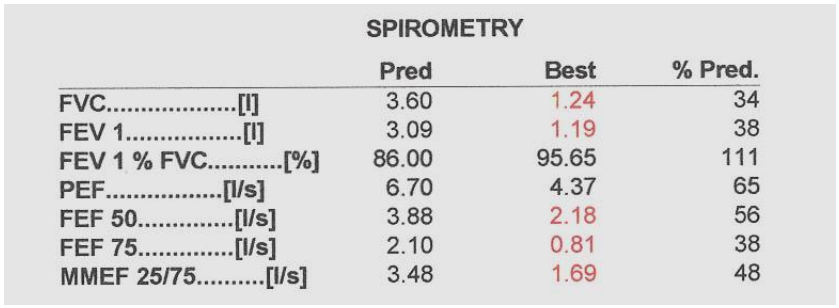 SPIROMETRY
Pred Best % Pred.
FVC...................[l] 3.60 1.24 34
FEV 1.................[l] 3.09 1.19 38
FEV 1 % FVC...........[%] 86.00 95.65 111
PEF................[l/s] 6.70 4.37 65
FEF 50..............[l/s] 3.88 2.18 56
FEF 75..............[l/s] 2.10 0.81 38
MMEF 25/75..........[l/s] 3.48 1.69 48